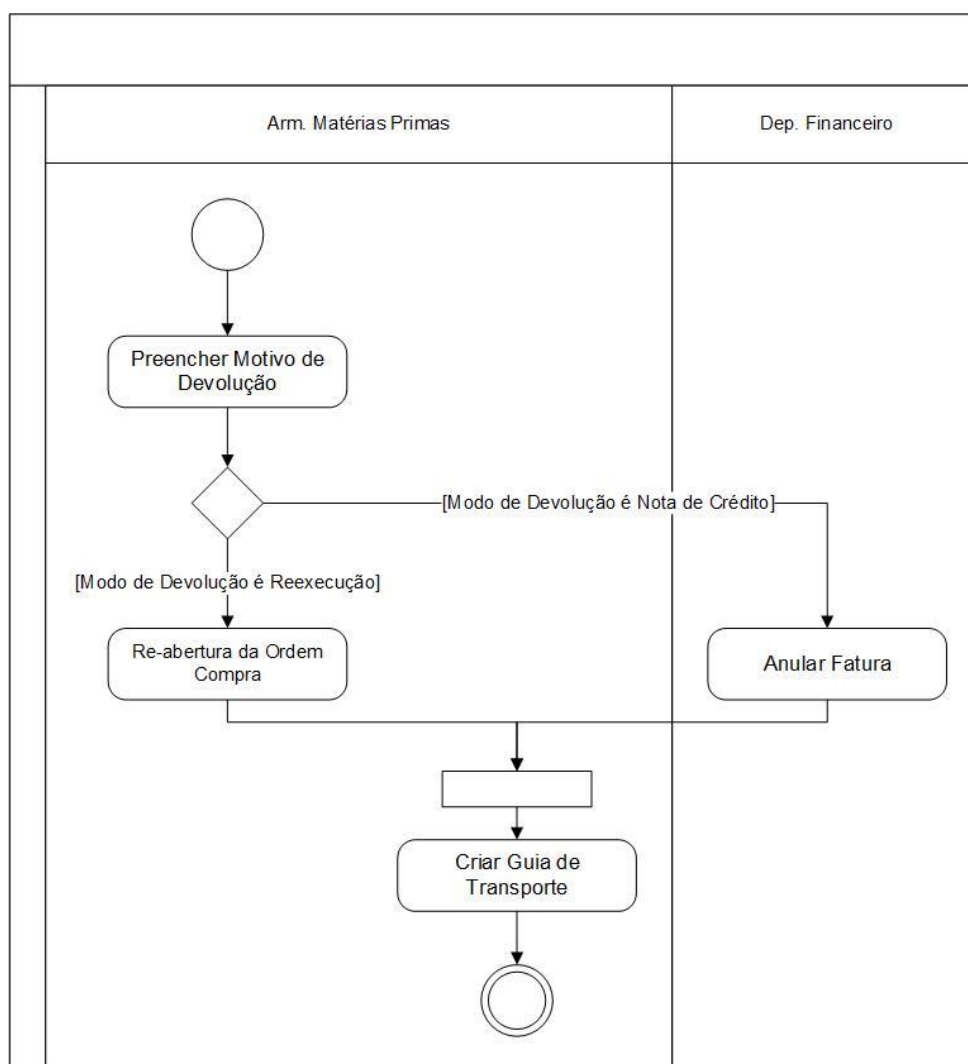 Arm. Matérias Primas
Dep. Financeiro
Preencher Motivo de
Devolução
[Modo de Devolução é Nota de Crédito]
[Modo de Devolução é Reexecução]
Re-abertura da Ordem
Compra
Anular Fatura
Criar Guia de
Transporte